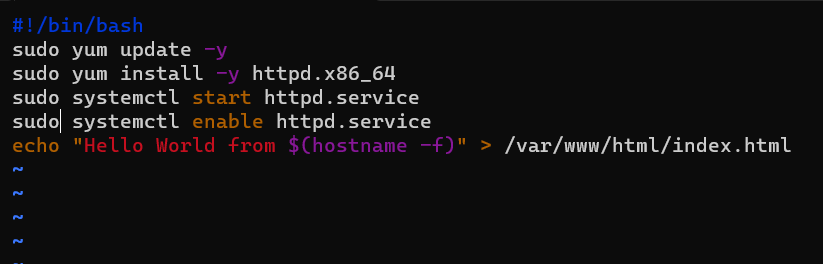 #!/bin/bash
sudo yum update -y
sudo yum install -y httpd.x86_64
sudo systemctl start httpd.service
sudo systemctl enable httpd.service
echo "Hello World from $(hostname -f)" > /var/www/html/index.html
~
~
~
~
~